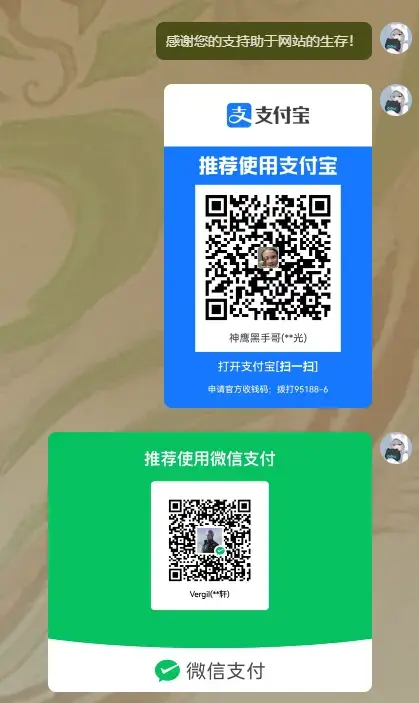 感谢您的支持助于网站的生存！
支付宝
推荐使用支付宝
神鹰黑手哥(**光)
打开支付宝[扫一扫]
申请官方收钱码：拨打95188-6
推荐使用微信支付
Vergil(**轩)
微信支付